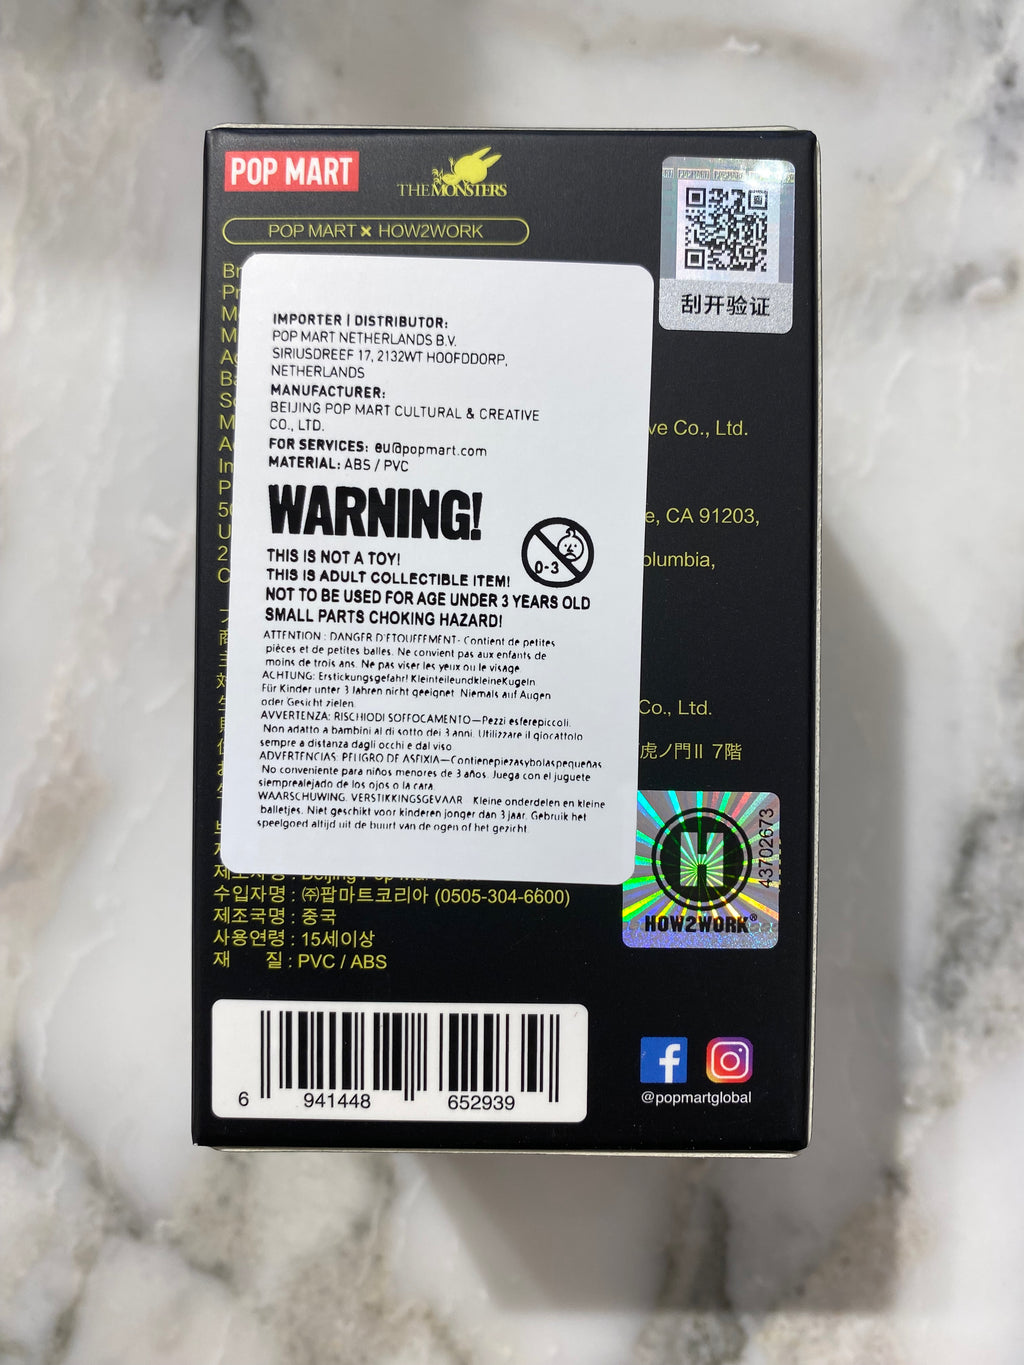 POP MART
THE MONSTERS
POP MART × HOW2WORK
刮开验证
IMPORTER | DISTRIBUTOR:
POP MART NETHERLANDS B.V.
SIRIUSDREEF 17, 2132WT HOOFDDORP,
NETHERLANDS
MANUFACTURER:
BEIJING POP MART CULTURAL & CREATIVE
CO., LTD.
FOR SERVICES: eu@popmart.com
MATERIAL: ABS / PVC
WARNING!
THIS IS NOT A TOY!
THIS IS ADULT COLLECTIBLE ITEM!
NOT TO BE USED FOR AGE UNDER 3 YEARS OLD
SMALL PARTS CHOKING HAZARD!
0-3
ATTENTION : DANGER D'ETOUFFEMENT- Contient de petites
pièces et de petites balles. Ne convient pas aux enfants de
moins de trois ans. Ne pas viser les yeux ou le visage
ACHTUNG: Erstickungsgefahr! KleinteileundkleineKugeln
Für Kinder unter 3 Jahren nicht geeignet. Niemals auf Augen
oder Gesicht zielen.
AVVERTENZA: RISCHIODI SOFFOCAMENTO—Pezzi esferepiccoli.
Non adatto a bambini al di sotto dei 3 anni. Utilizzare il giocattolo
sempre a distanza dagli occhi e dal viso
ADVERTENCIAS: PELIGRO DE ASFIXIA—Contienepiezasybolaspequeñas
No conveniente para niños menores de 3 años. Juega con el juguete
siemprealejado de los ojos o la cara.
WAARSCHUWING. VERSTIKKINGSGEVAAR Kleine onderdelen en kleine
balletjes. Niet geschikt voor kinderen jonger dan 3 jaar. Gebruik het
speelgoed altijd uit de buurt van de ogen of het gezicht.
ve Co., Ltd.
e, CA 91203,
olumbia,
Co., Ltd.
虎ノ門II 7階
수입자명 : ㈜팝마트코리아 (0505-304-6600)
제조국명 : 중국
사용연령 : 15세이상
재 질 : PVC / ABS
43702673
HOW2WORK®
6 941448 652939
@popmartglobal